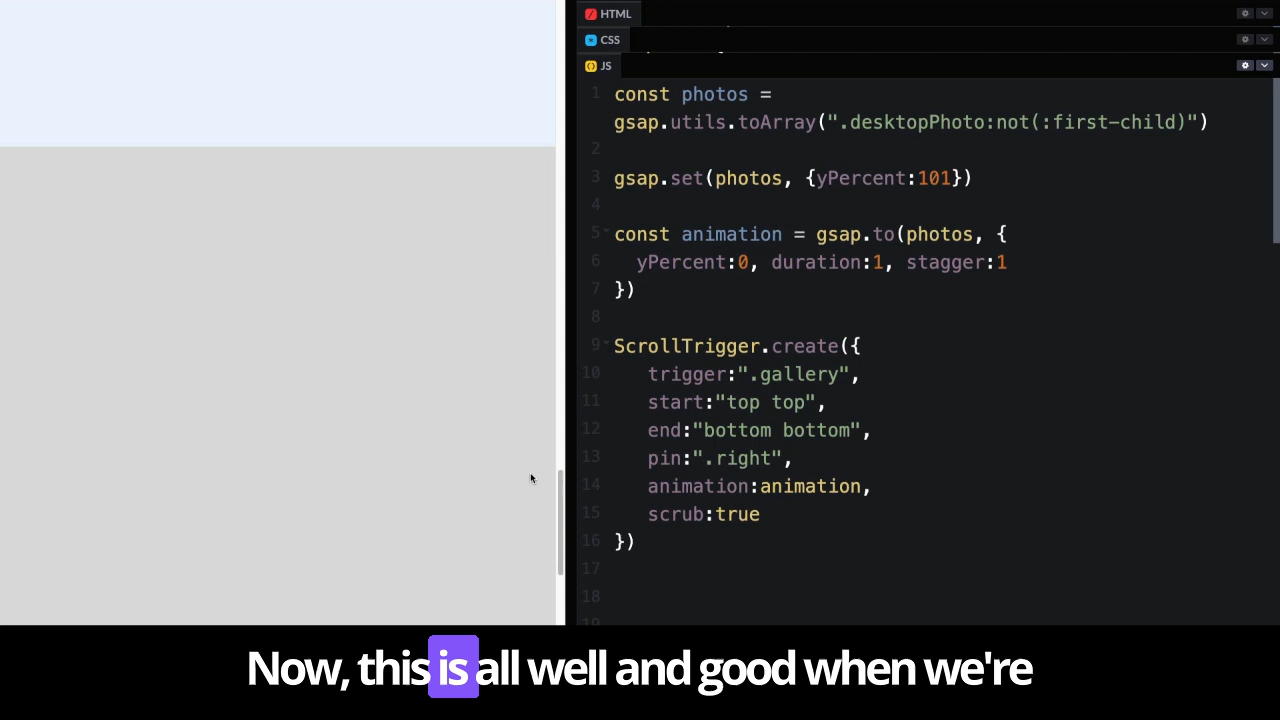 HTML
CSS
JS
1 const photos =
gsap.utils.toArray(".desktopPhoto:not(:first-child)")
2
3 gsap.set(photos, {yPercent:101})
4
5 const animation = gsap.to(photos, {
6 yPercent:0, duration:1, stagger:1
7 })
8
9 ScrollTrigger.create({
10 trigger:".gallery",
11 start:"top top",
12 end:"bottom bottom",
13 pin:".right",
14 animation:animation,
15 scrub:true
16 })
17
18
19
Now, this is all well and good when we're